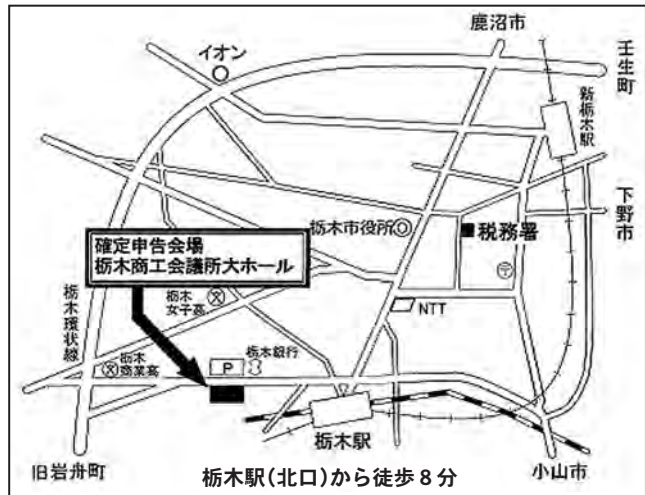 鹿沼市
壬生町
イオン
新栃木駅
下野市
栃木市役所
税務署
確定申告会場
栃木商工会議所大ホール
〒
栃木環状線
文
栃木
女子高
NTT
文
栃木
商業高
P
栃木銀行
栃木駅
旧岩舟町
栃木駅(北口)から徒歩8分
小山市